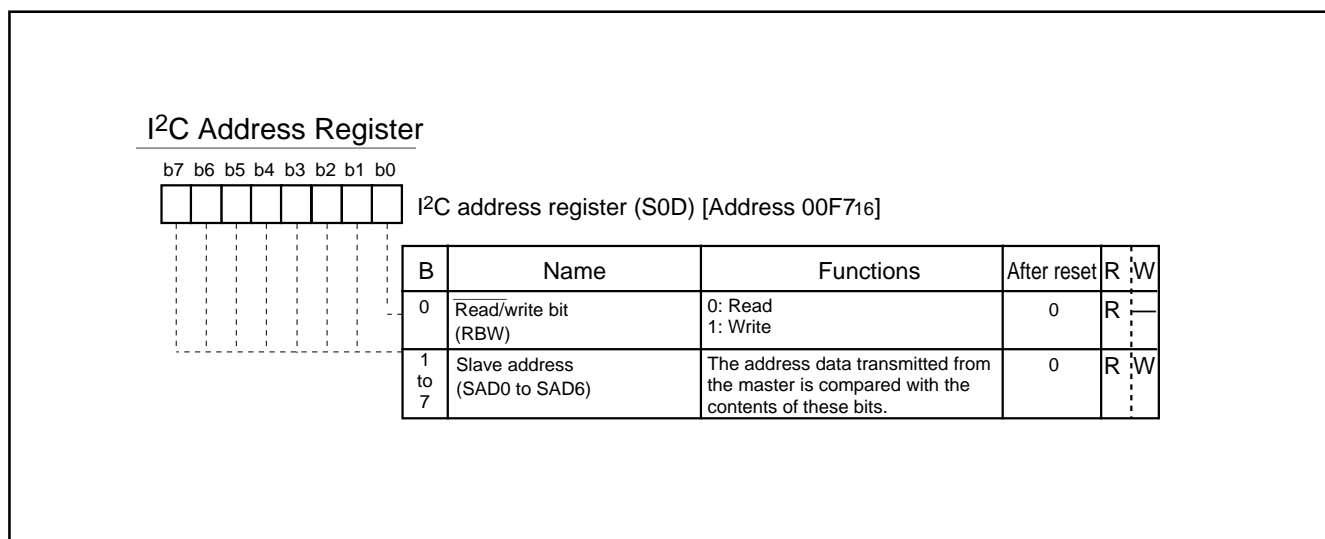 I²C Address Register
b7 b6 b5 b4 b3 b2 b1 b0
I²C address register (S0D) [Address 00F7₁₆]
B Name Functions After reset R W
0 Read/write bit (RBW) 0: Read 1: Write 0 R —
1 to 7 Slave address (SAD0 to SAD6) The address data transmitted from the master is compared with the contents of these bits. 0 R W